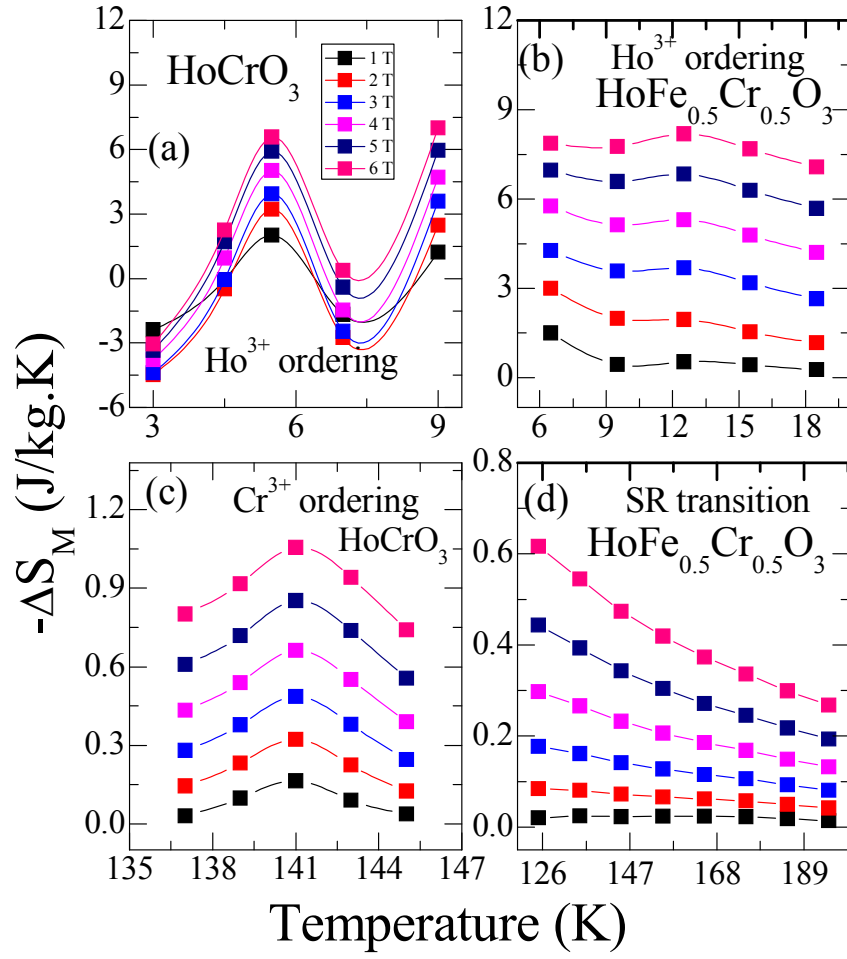 -ΔS_M (J/kg.K)
HoCrO₃
(a)
1 T
2 T
3 T
4 T
5 T
6 T
Ho³⁺ ordering
12
9
6
3
0
-3
-6
3
6
9
(b)
Ho³⁺ ordering
HoFe₀.₅Cr₀.₅O₃
12
9
6
3
0
6
9
12
15
18
(c)
Cr³⁺ ordering
HoCrO₃
1.2
0.9
0.6
0.3
0.0
135
138
141
144
147
(d)
SR transition
HoFe₀.₅Cr₀.₅O₃
0.8
0.6
0.4
0.2
0.0
126
147
168
189
Temperature (K)